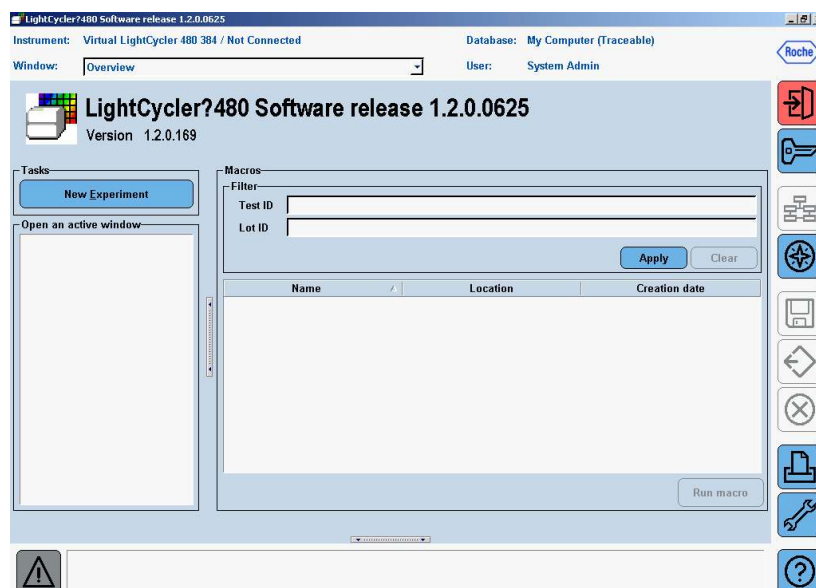 LightCycler?480 Software release 1.2.0.0625
Instrument: Virtual LightCycler 480 384 / Not Connected Database: My Computer (Traceable)
Window: Overview User: System Admin
Roche
LightCycler?480 Software release 1.2.0.0625
Version 1.2.0.169
Tasks
New Experiment
Open an active window
Macros
Filter
Test ID
Lot ID
Apply Clear
Name Location Creation date
Run macro